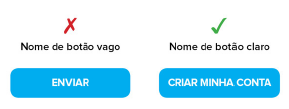 Nome de botão vago
Nome de botão claro
ENVIAR
CRIAR MINHA CONTA